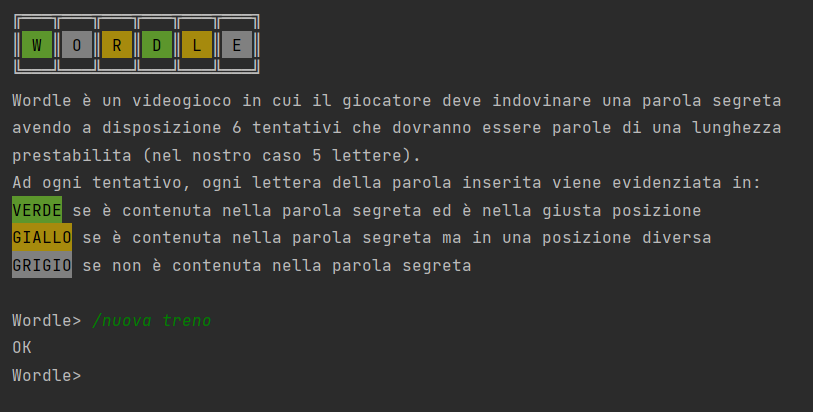 W O R D L E
Wordle è un videogioco in cui il giocatore deve indovinare una parola segreta
avendo a disposizione 6 tentativi che dovranno essere parole di una lunghezza
prestabilita (nel nostro caso 5 lettere).
Ad ogni tentativo, ogni lettera della parola inserita viene evidenziata in:
VERDE se è contenuta nella parola segreta ed è nella giusta posizione
GIALLO se è contenuta nella parola segreta ma in una posizione diversa
GRIGIO se non è contenuta nella parola segreta
Wordle> /nuova treno
OK
Wordle>